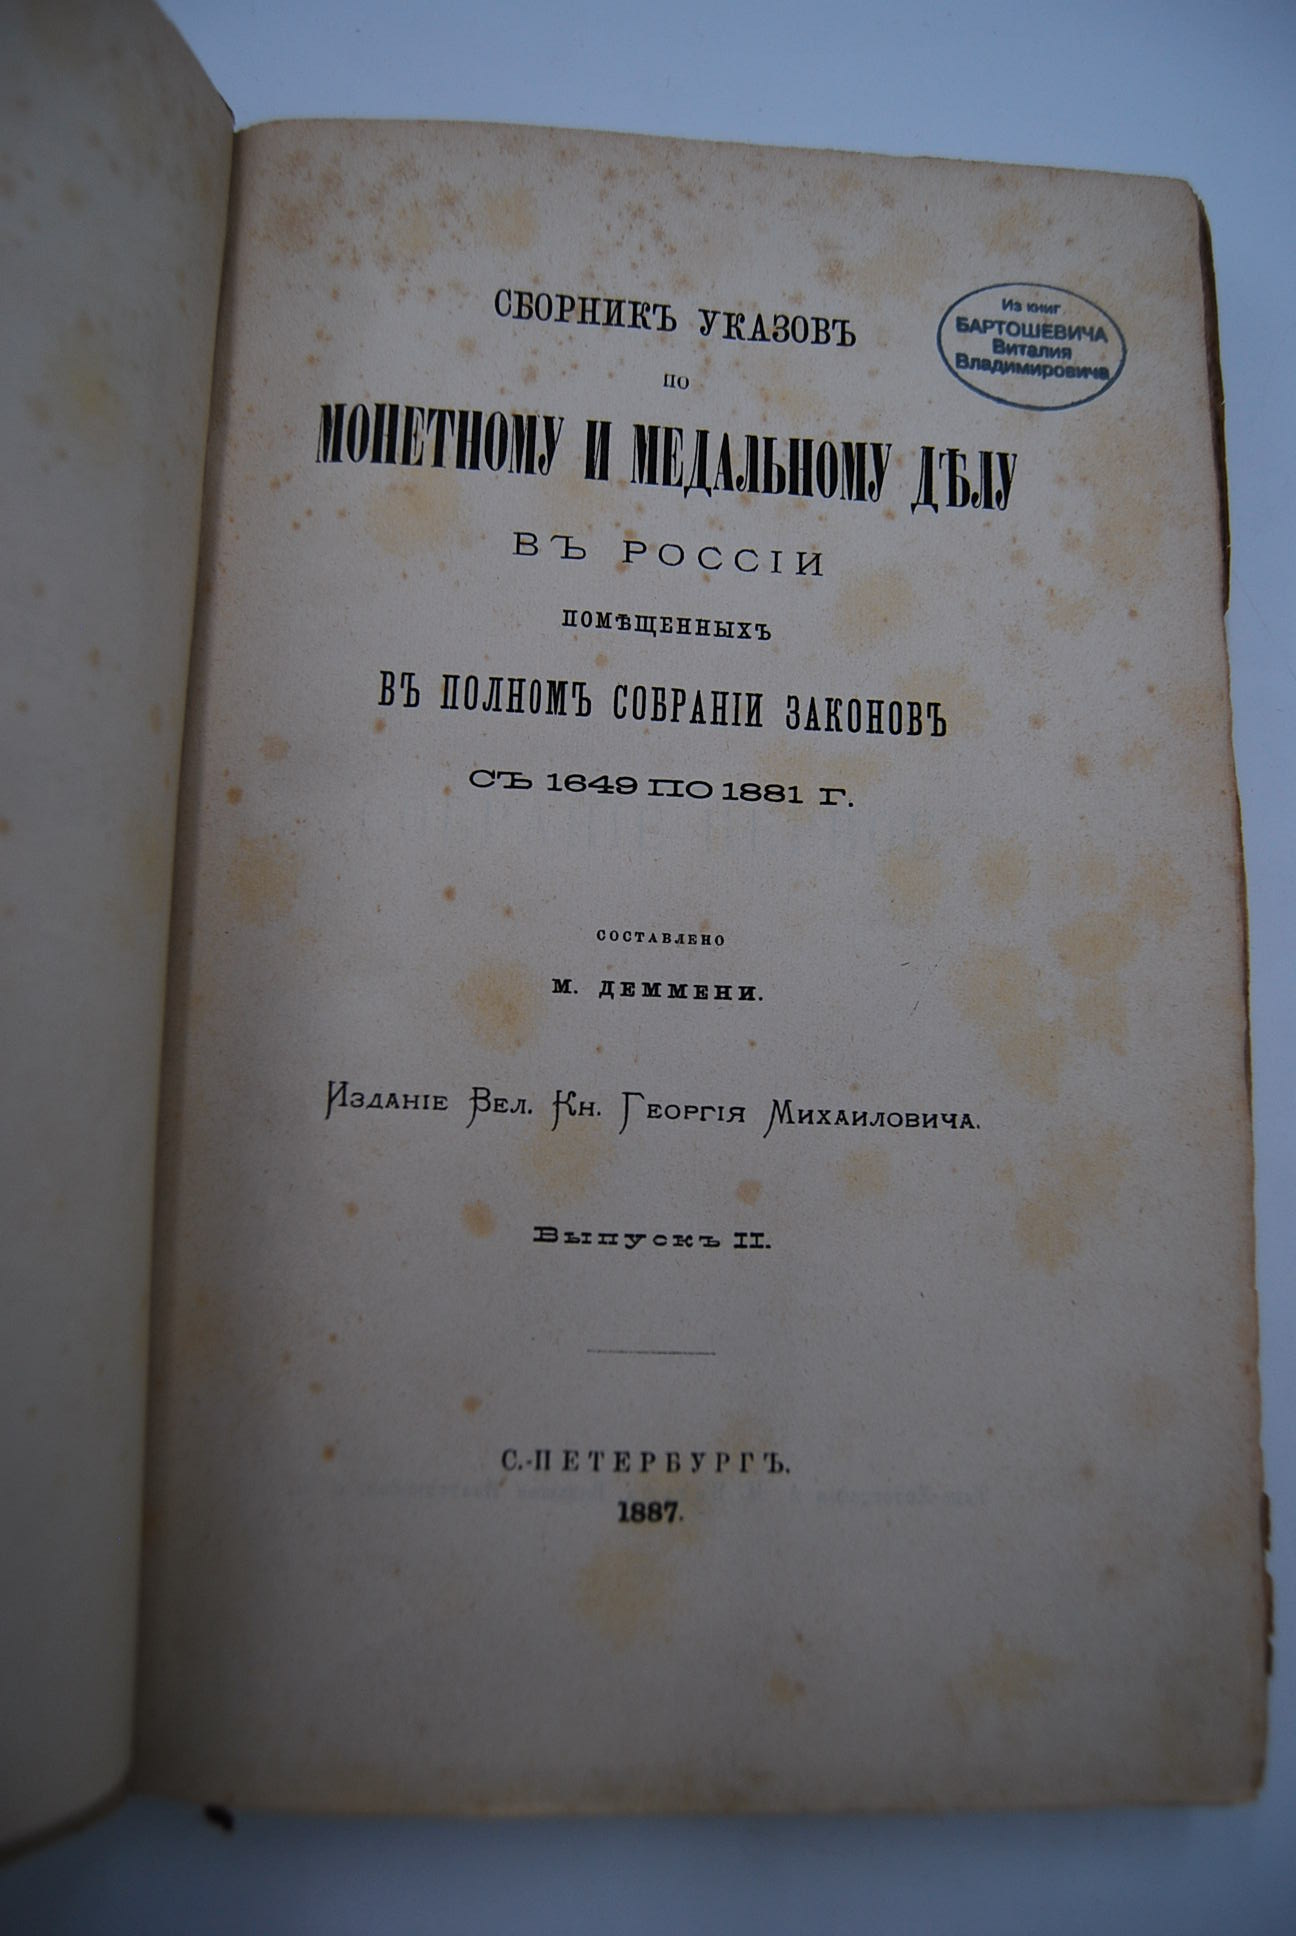 СБОРНИКЪ УКАЗОВЪ
ПО
МОНЕТНОМУ И МЕДАЛЬНОМУ ДѢЛУ
ВЪ РОССІИ
ПОМѢЩЕННЫХЪ
ВЪ ПОЛНОМЪ СОБРАНІИ ЗАКОНОВЪ
СЪ 1649 ПО 1881 Г.
СОСТАВЛЕНО
М. ДЕММЕНИ.
Изданіе Вел. Кн. Георгія Михаиловича.
Выпускъ II.
С.-ПЕТЕРБУРГЪ.
1887.
Из книг
БАРТОШЕВИЧА
Виталия
Владимировича